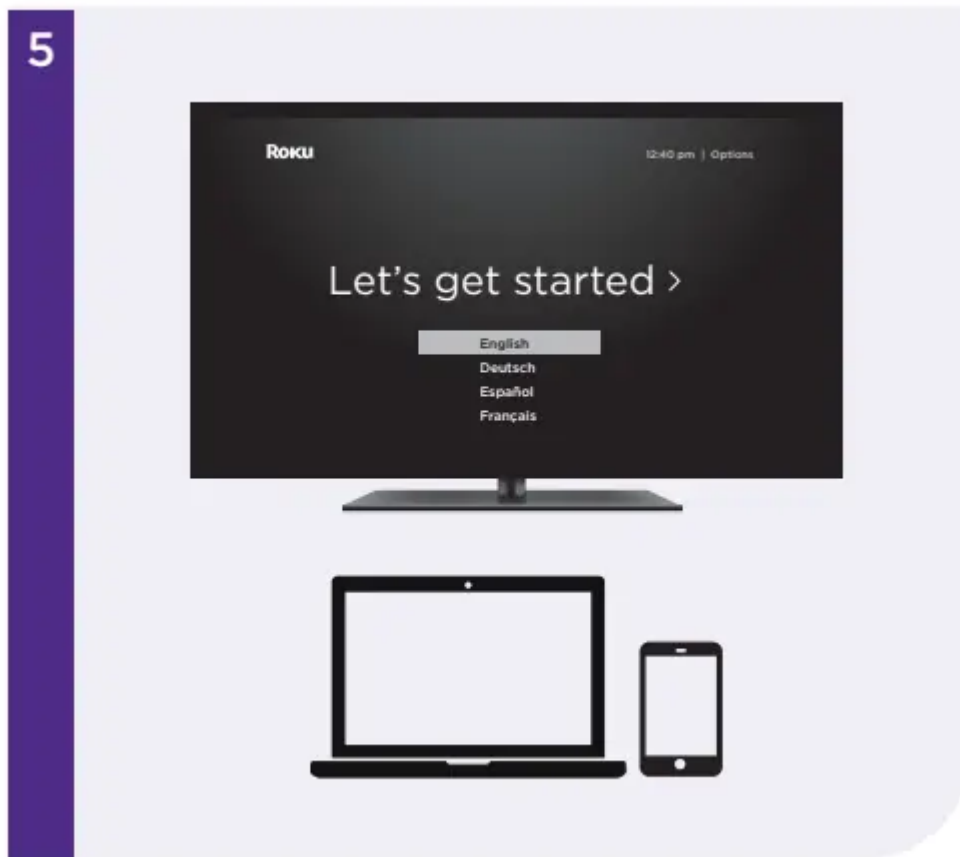 5
Roku
12:40 pm | Options
Let's get started >
English
Deutsch
Español
Français